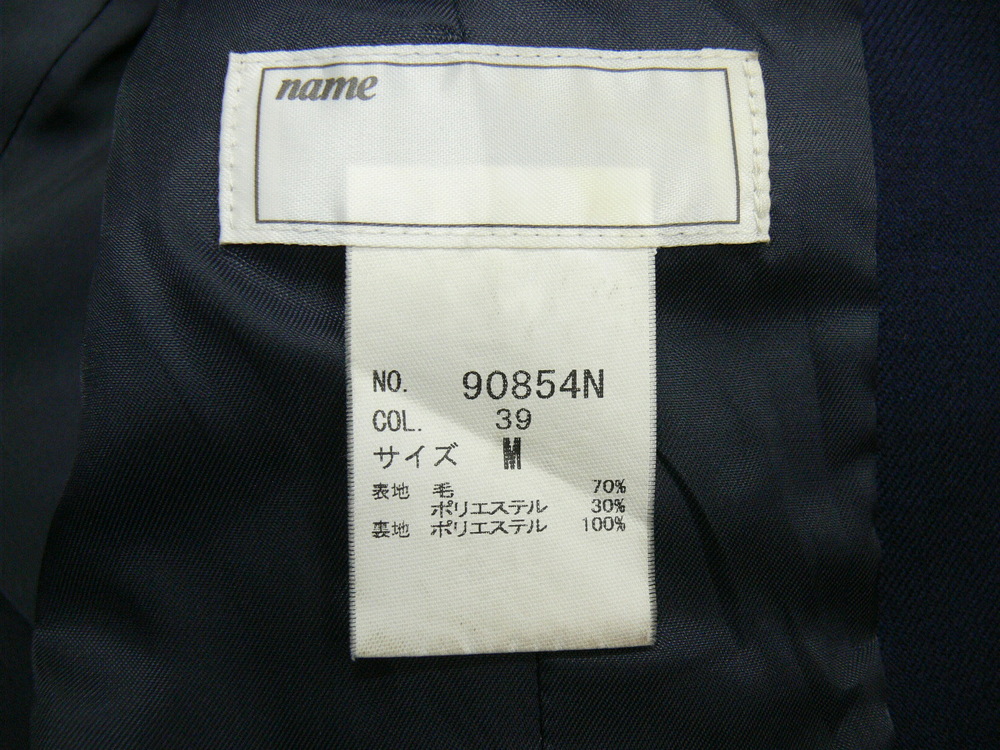 name
NO. 90854N
COL. 39
サイズ M
表地 毛 70%
ポリエステル 30%
裏地 ポリエステル 100%